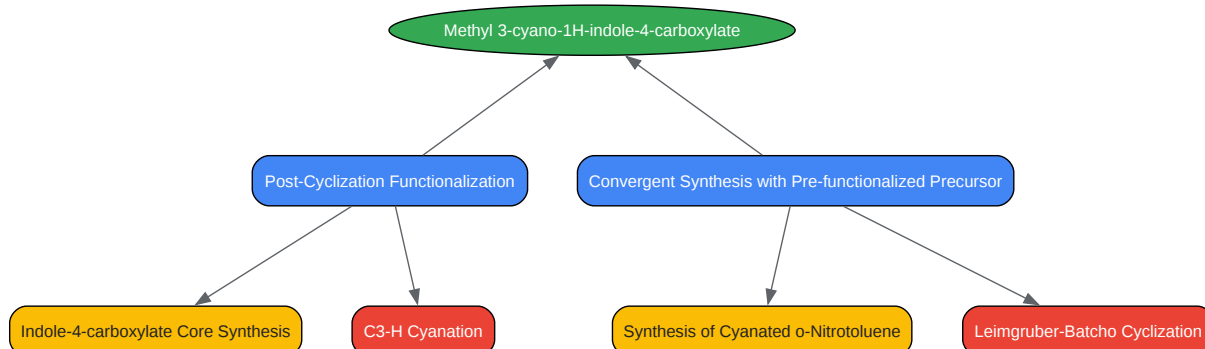 Methyl 3-cyano-1H-indole-4-carboxylate
Post-Cyclization Functionalization
Convergent Synthesis with Pre-functionalized Precursor
Indole-4-carboxylate Core Synthesis
C3-H Cyanation
Synthesis of Cyanated o-Nitrotoluene
Leimgruber-Batcho Cyclization